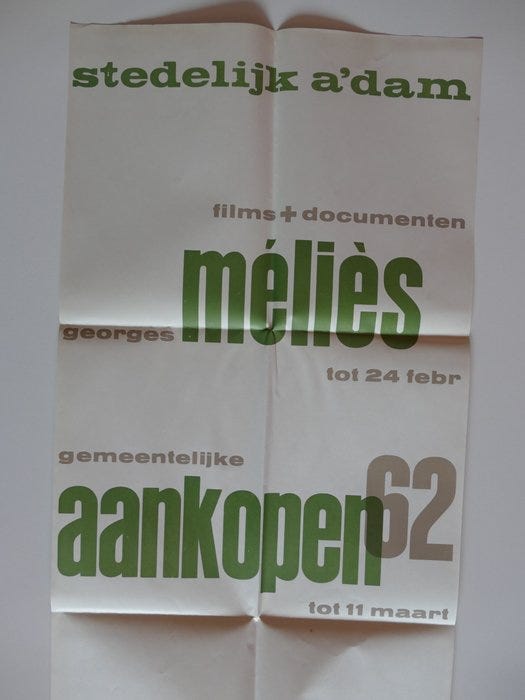 stedelijk a'dam
films + documenten
georges méliès
tot 24 febr
gemeentelijke
aankopen 62
tot 11 maart